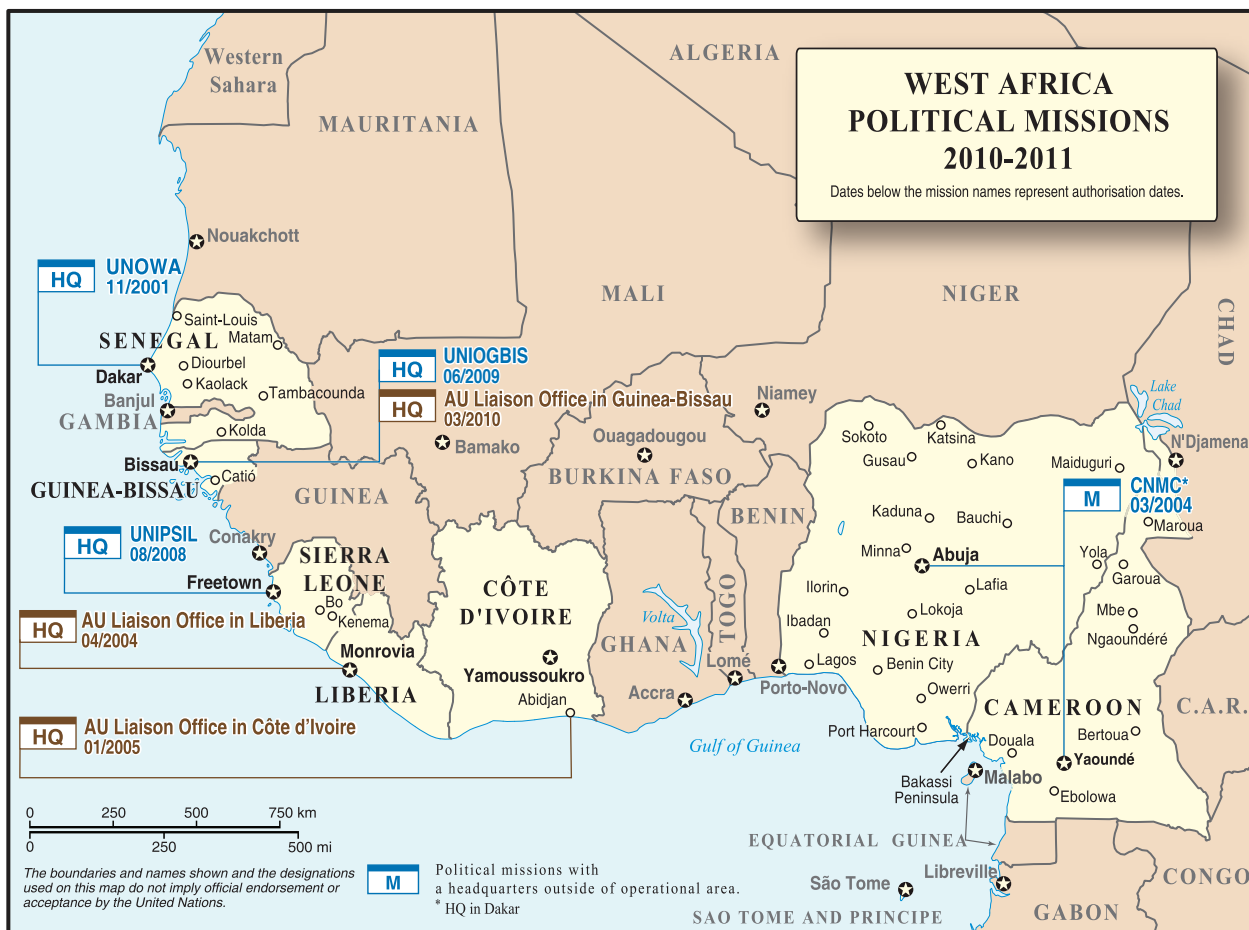 WEST AFRICA
POLITICAL MISSIONS
2010-2011
Dates below the mission names represent authorisation dates.
Western
Sahara
ALGERIA
MAURITANIA
Nouakchott
HQ
UNOWA
11/2001
MALI
NIGER
CHAD
Saint-Louis
SENEGAL
Matam
Diourbel
Dakar
Kaolack
Tambacounda
Banjul
GAMBIA
Kolda
HQ
UNIOGBIS
06/2009
HQ
AU Liaison Office in Guinea-Bissau
03/2010
Niamey
Lake
Chad
N'Djamena
Bamako
Ouagadougou
BURKINA FASO
Bissau
Catió
GUINEA-BISSAU
GUINEA
BENIN
Sokoto
Katsina
Gusau
Kano
Maiduguri
M
CNMC*
03/2004
Maroua
Kaduna
Bauchi
Minna
Abuja
Yola
Garoua
Ilorin
Lafia
Ibadan
Lokoja
Mbe
Ngaoundéré
NIGERIA
Lagos
Benin City
Owerri
Port Harcourt
HQ
UNIPSIL
08/2008
Conakry
SIERRA
LEONE
Freetown
Bo
Kenema
CÔTE
D'IVOIRE
Volta
GHANA
TOGO
HQ
AU Liaison Office in Liberia
04/2004
Monrovia
LIBERIA
Yamoussoukro
Abidjan
Lomé
Accra
Porto-Novo
HQ
AU Liaison Office in Côte d'Ivoire
01/2005
Gulf of Guinea
CAMEROON
Douala
Bertoua
Yaoundé
C.A.R.
Malabo
Bakassi
Peninsula
Ebolowa
EQUATORIAL GUINEA
São Tome
Libreville
CONGO
SAO TOME AND PRINCIPE
GABON
0 250 500 750 km
0 250 500 mi
The boundaries and names shown and the designations
used on this map do not imply official endorsement or
acceptance by the United Nations.
M
Political missions with
a headquarters outside of operational area.
* HQ in Dakar